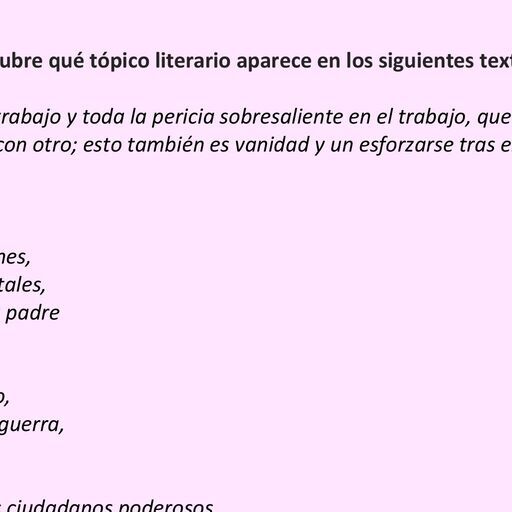 ubre qué tópico literario aparece en los siguientes text
rabajo y toda la pericia sobresaliente en el trabajo, que
con otro; esto también es vanidad y un esforzarse tras e
nes,
tales,
padre
o,
guerra,
ciudadanos poderosos